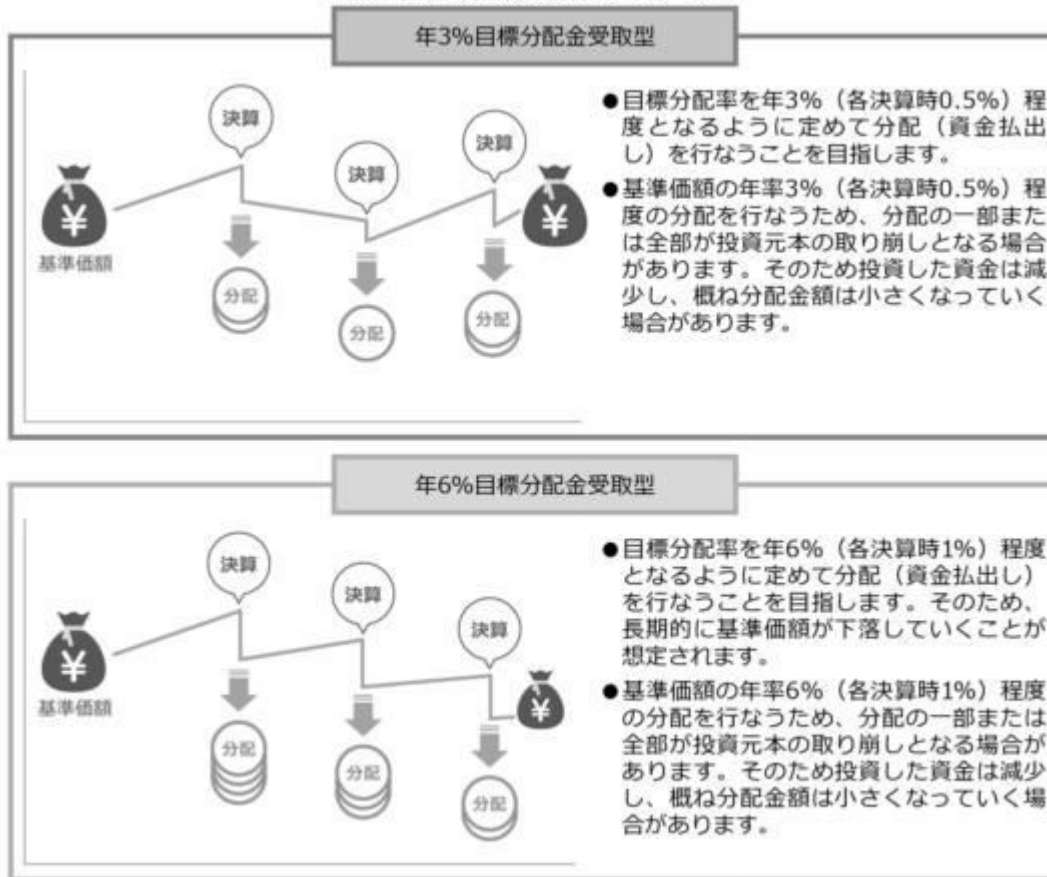 年3%目標分配金受取型
決算
決算
決算
¥
¥
基準価額
分配
分配
分配
●目標分配率を年3%（各決算時0.5%）程
度となるように定めて分配（資金払出
し）を行なうことを目指します。
●基準価額の年率3%（各決算時0.5%）程
度の分配を行なうため、分配の一部また
は全部が投資元本の取り崩しとなる場合
があります。そのため投資した資金は減
少し、概ね分配金額は小さくなっていく
場合があります。
年6%目標分配金受取型
決算
決算
決算
¥
¥
基準価額
分配
分配
分配
●目標分配率を年6%（各決算時1%）程度
となるように定めて分配（資金払出し）
を行なうことを目指します。そのため、
長期的に基準価額が下落していくことが
想定されます。
●基準価額の年率6%（各決算時1%）程度
の分配を行なうため、分配の一部または
全部が投資元本の取り崩しとなる場合が
あります。そのため投資した資金は減少
し、概ね分配金額は小さくなっていく場
合があります。